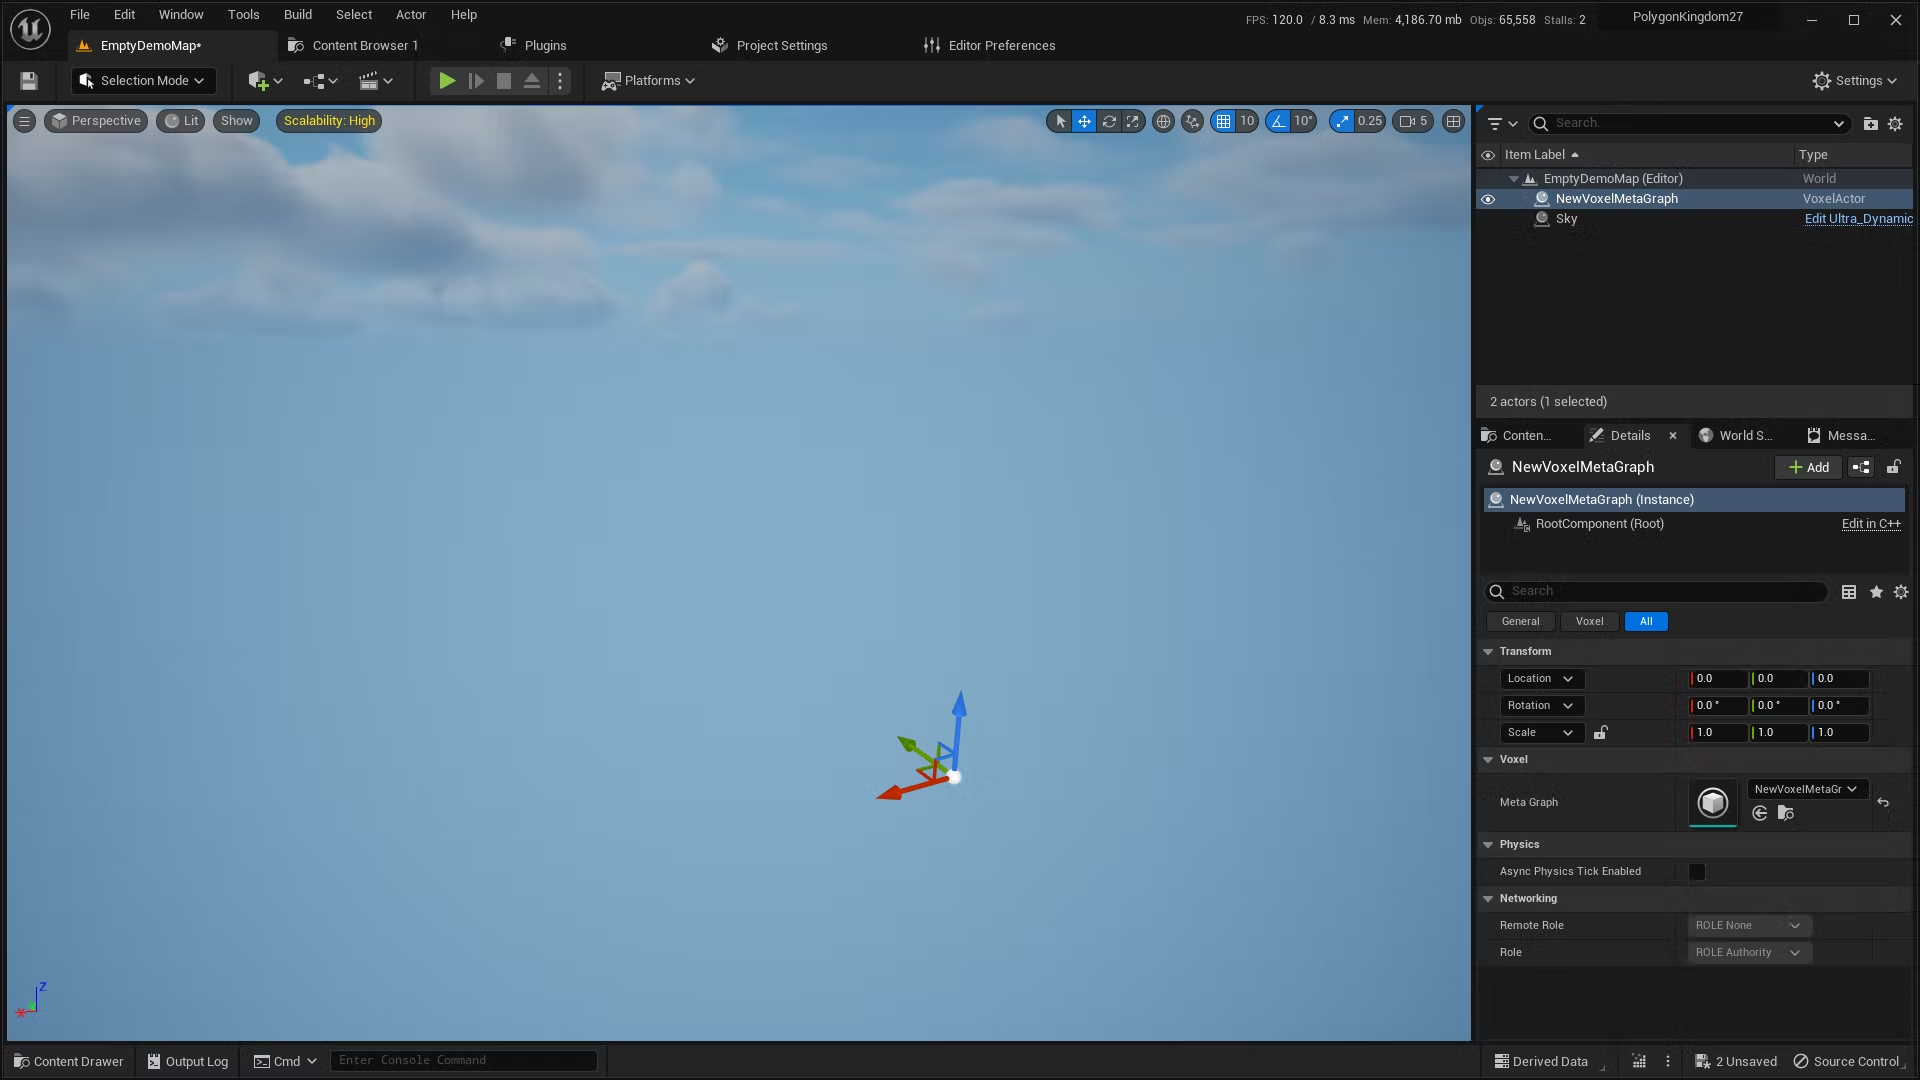 File Edit Window Tools Build Select Actor Help
FPS: 120.0 / 8.3 ms Mem: 4,186.70 mb Objs: 65,558 Stalls: 2
PolygonKingdom27
EmptyDemoMap*
Content Browser 1
Plugins
Project Settings
Editor Preferences
Selection Mode
Platforms
Settings
Perspective
Lit
Show
Scalability: High
10
10°
0.25
5
Search...
Item Label
Type
EmptyDemoMap (Editor)
World
NewVoxelMetaGraph
VoxelActor
Sky
Edit Ultra_Dynamic
2 actors (1 selected)
Conten...
Details
World S...
Messa...
NewVoxelMetaGraph
Add
NewVoxelMetaGraph (Instance)
RootComponent (Root)
Edit in C++
Search
General
Voxel
All
Transform
Location
0.0 0.0 0.0
Rotation
0.0 ° 0.0 ° 0.0 °
Scale
1.0 1.0 1.0
Voxel
Meta Graph
NewVoxelMetaGr
Physics
Async Physics Tick Enabled
Networking
Remote Role
ROLE None
Role
ROLE Authority
Z
X
Content Drawer
Output Log
Cmd
Enter Console Command
Derived Data
2 Unsaved
Source Control